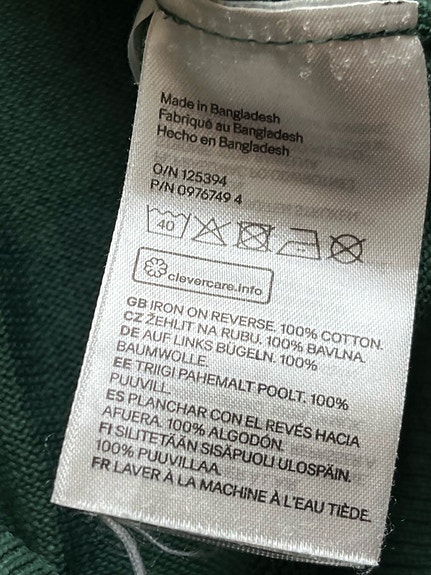 Made in Bangladesh
Fabriqué au Bangladesh
Hecho en Bangladesh
O/N 125394
P/N 0976749 4
40
clevercare.info
GB IRON ON REVERSE. 100% COTTON.
CZ ŽEHLIT NA RUBU. 100% BAVLNA.
DE AUF LINKS BÜGELN. 100%
BAUMWOLLE.
EE TRIIGI PAHEMALT POOLT. 100%
PUUVILL.
ES PLANCHAR CON EL REVÉS HACIA
AFUERA. 100% ALGODÓN.
FI SILITETÄÄN SISÄPUOLI ULOSPÄIN.
100% PUUVILLAA.
FR LAVER À LA MACHINE À L'EAU TIÈDE.